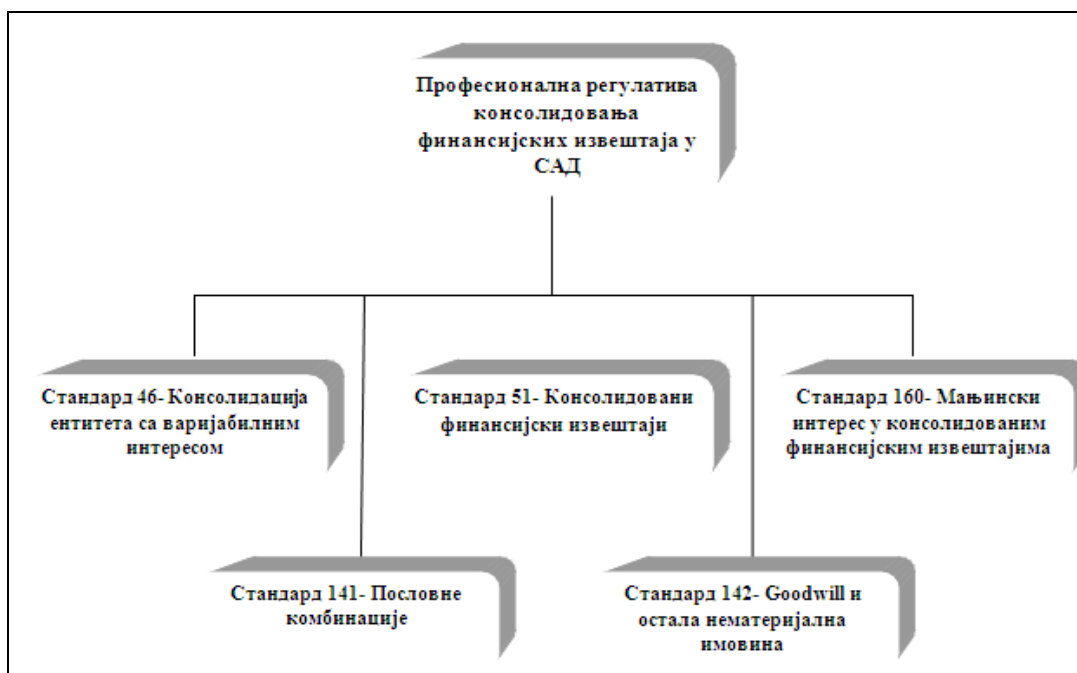 Професионална регулатива
консолидовања
финансијских извештаја у
САД
Стандард 46- Консолидација
ентитета са варијабилним
интересом
Стандард 51- Консолидовани
финансијски извештаји
Стандард 160- Мањински
интерес у консолидованим
финансијским извештајима
Стандард 141- Пословне
комбинације
Стандард 142- Goodwill и
остала нематеријална
имовина